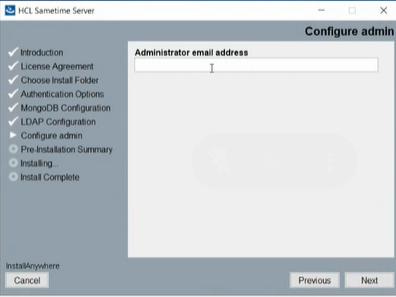 HCL Sametime Server
Configure admin
Introduction
License Agreement
Choose Install Folder
Authentication Options
MongoDB Configuration
LDAP Configuration
Configure admin
Pre-Installation Summary
Installing...
Install Complete
Administrator email address
InstallAnywhere
Cancel
Previous
Next